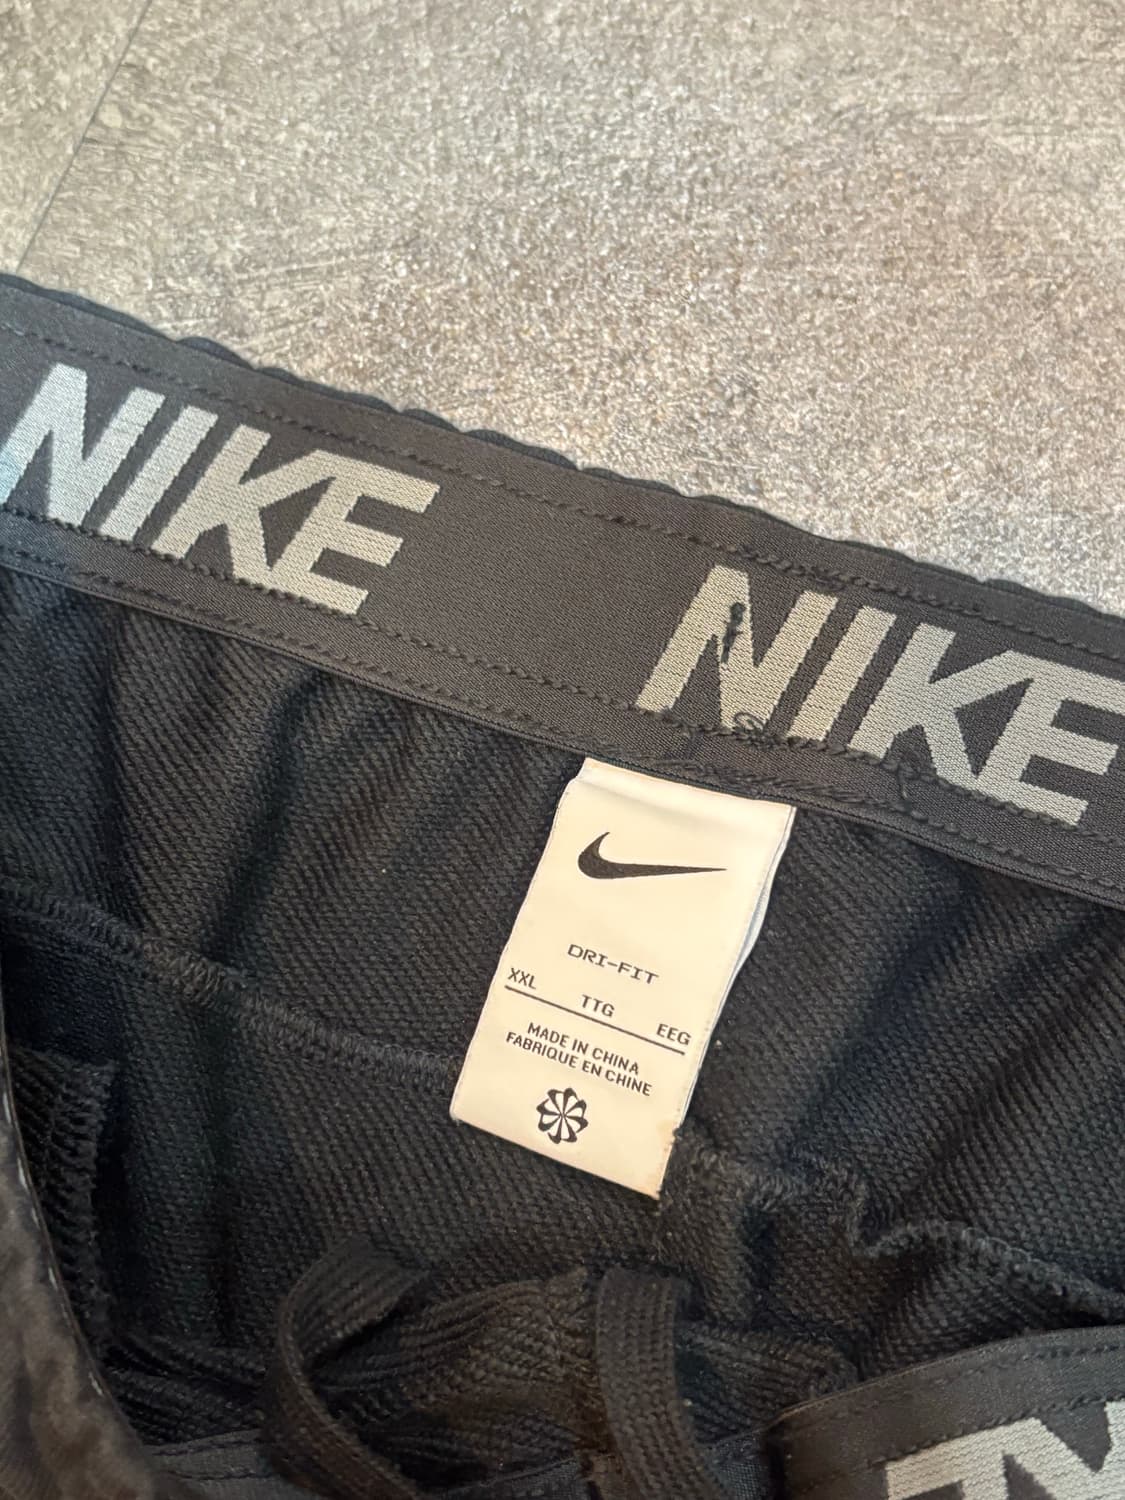 NIKE
NIKE
DRI-FIT
XXL TTG EEG
MADE IN CHINA
FABRIQUE EN CHINE